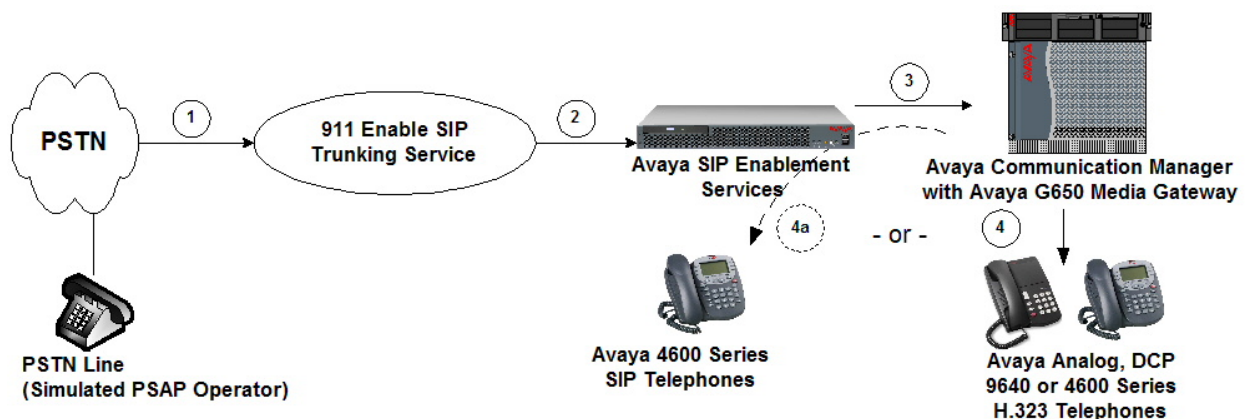 PSTN
1
911 Enable SIP
Trunking Service
2
3
AVAYA
AVAYA
Avaya SIP Enablement
Services
Avaya Communication Manager
with Avaya G650 Media Gateway
4a
- or -
4
PSTN Line
(Simulated PSAP Operator)
Avaya 4600 Series
SIP Telephones
Avaya Analog, DCP
9640 or 4600 Series
H.323 Telephones